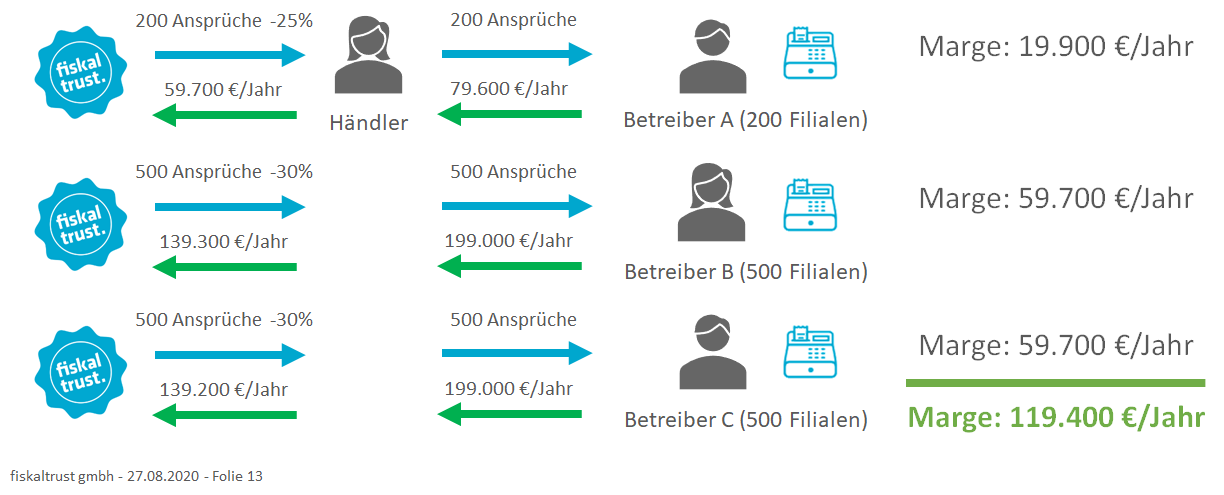 200 Ansprüche -25%
200 Ansprüche
fiskal
trust.
59.700 €/Jahr
79.600 €/Jahr
Marge: 19.900 €/Jahr
Händler
Betreiber A (200 Filialen)
500 Ansprüche -30%
500 Ansprüche
fiskal
trust.
139.300 €/Jahr
199.000 €/Jahr
Marge: 59.700 €/Jahr
Betreiber B (500 Filialen)
500 Ansprüche -30%
500 Ansprüche
fiskal
trust.
139.200 €/Jahr
199.000 €/Jahr
Marge: 59.700 €/Jahr
Betreiber C (500 Filialen)
Marge: 119.400 €/Jahr
fiskaltrust gmbh - 27.08.2020 - Folie 13